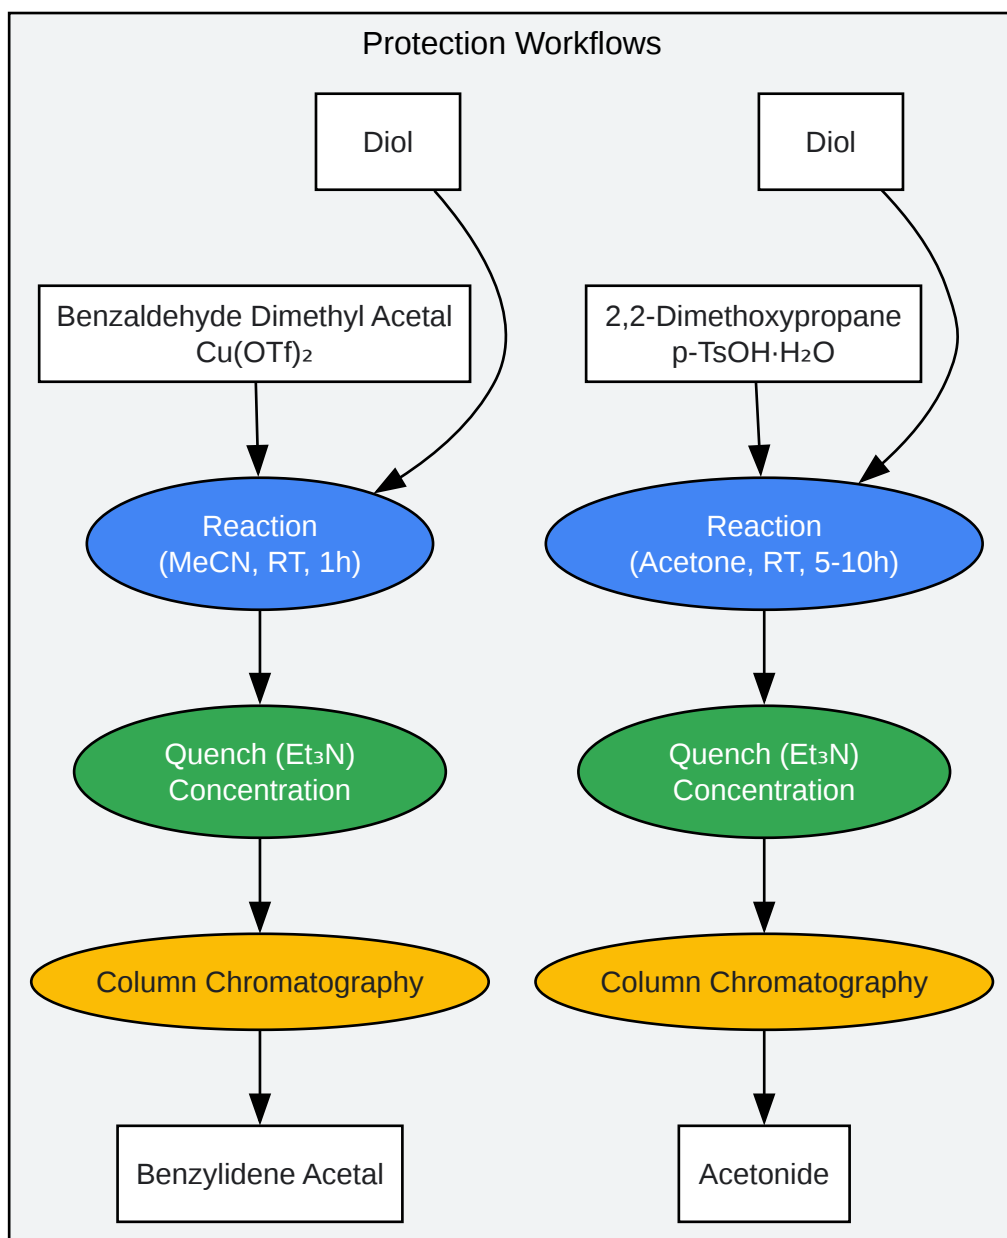 Protection Workflows
Diol
Diol
Benzaldehyde Dimethyl Acetal
Cu(OTf)₂
2,2-Dimethoxypropane
p-TsOH·H₂O
Reaction
(MeCN, RT, 1h)
Reaction
(Acetone, RT, 5-10h)
Quench (Et₃N)
Concentration
Quench (Et₃N)
Concentration
Column Chromatography
Column Chromatography
Benzylidene Acetal
Acetonide